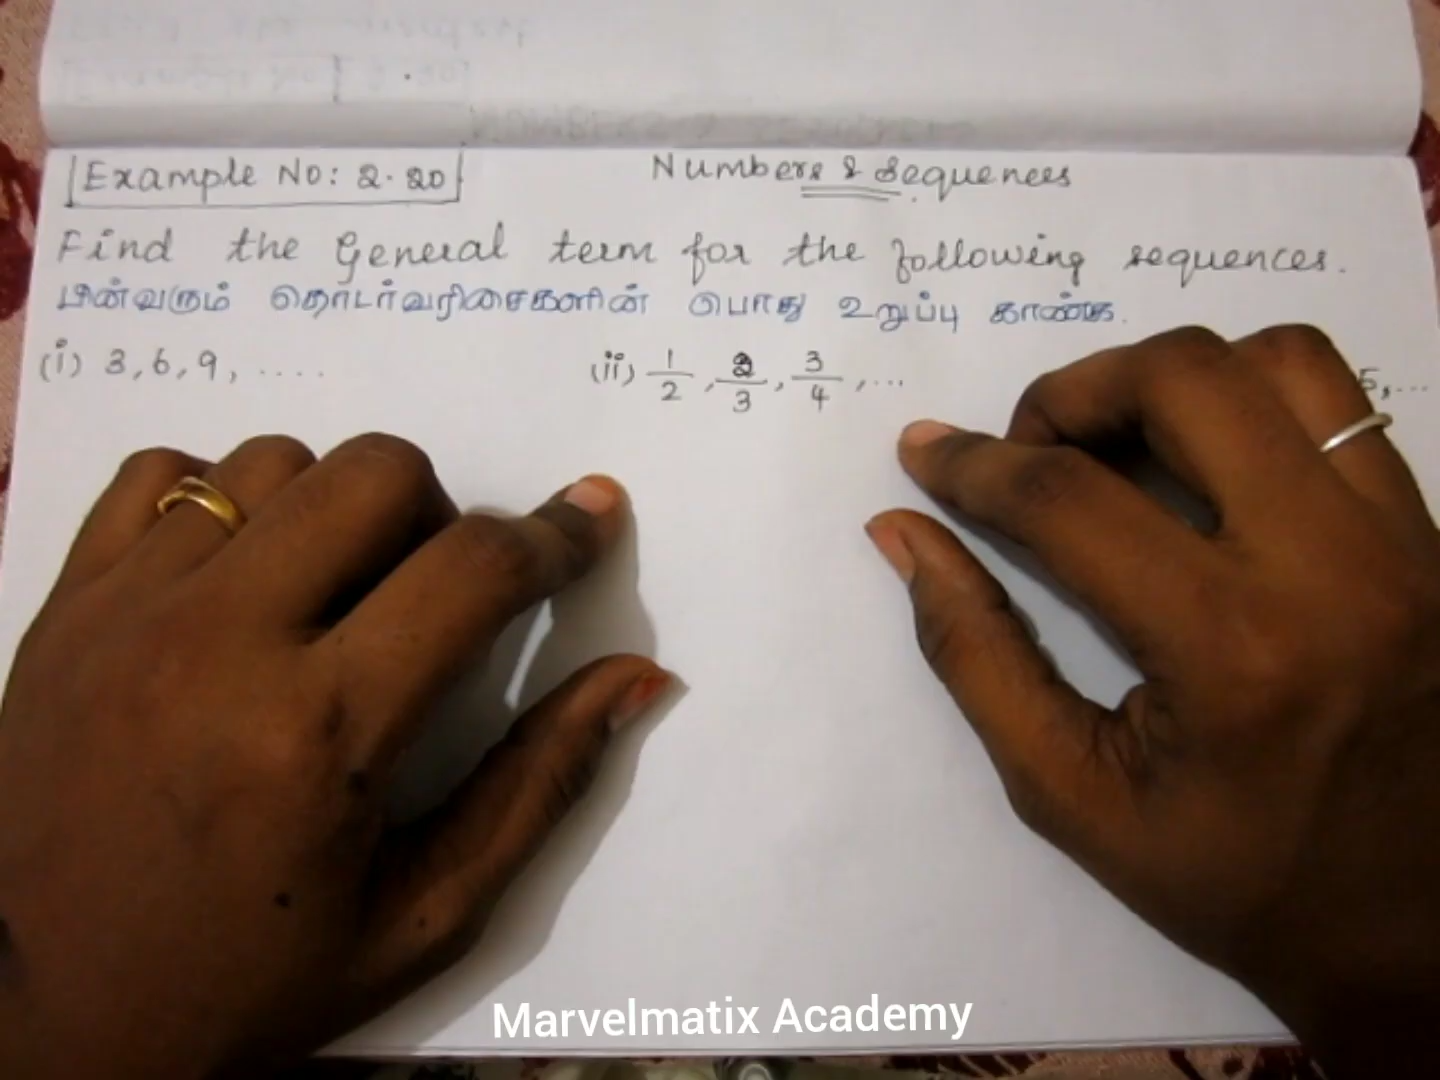 Example No: 2.20
Numbers & Sequences
Find the General term for the following sequences.
பின்வரும் தொடர்வரிசைகளின் பொது உறுப்பு காண்க.
(i) 3, 6, 9, ....
(ii) 1/2, 2/3, 3/4, ...
5, ...
Marvelmatix Academy